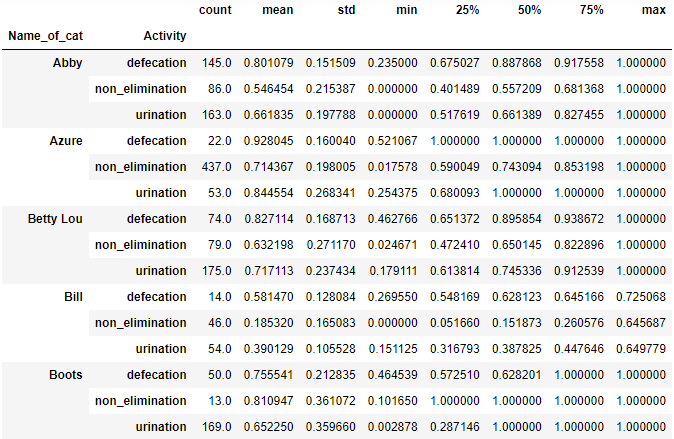 count mean std min 25% 50% 75% max
Name_of_cat Activity
Abby defecation 145.0 0.801079 0.151509 0.235000 0.675027 0.887868 0.917558 1.000000
non_elimination 86.0 0.546454 0.215387 0.000000 0.401489 0.557209 0.681368 1.000000
urination 163.0 0.661835 0.197788 0.000000 0.517619 0.661389 0.827455 1.000000
Azure defecation 22.0 0.928045 0.160040 0.521067 1.000000 1.000000 1.000000 1.000000
non_elimination 437.0 0.714367 0.198005 0.017578 0.590049 0.743094 0.853198 1.000000
urination 53.0 0.844554 0.268341 0.254375 0.680093 1.000000 1.000000 1.000000
Betty Lou defecation 74.0 0.827114 0.168713 0.462766 0.651372 0.895854 0.938672 1.000000
non_elimination 79.0 0.632198 0.271170 0.024671 0.472410 0.650145 0.822896 1.000000
urination 175.0 0.717113 0.237434 0.179111 0.613814 0.745336 0.912539 1.000000
Bill defecation 14.0 0.581470 0.128084 0.269550 0.548169 0.628123 0.645166 0.725068
non_elimination 46.0 0.185320 0.165083 0.000000 0.051660 0.151873 0.260576 0.645687
urination 54.0 0.390129 0.105528 0.151125 0.316793 0.387825 0.447646 0.649779
Boots defecation 50.0 0.755541 0.212835 0.464539 0.572510 0.628201 1.000000 1.000000
non_elimination 13.0 0.810947 0.361072 0.101650 1.000000 1.000000 1.000000 1.000000
urination 169.0 0.652250 0.359660 0.002878 0.287146 1.000000 1.000000 1.000000